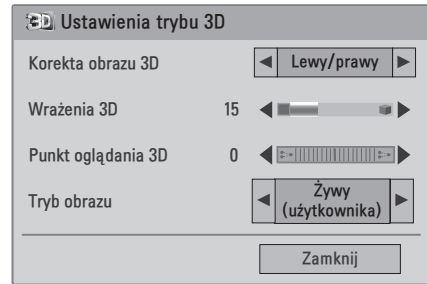 3D Ustawienia trybu 3D
Korekta obrazu 3D Lewy/prawy
Wrażenia 3D 15
Punkt oglądania 3D 0
Tryb obrazu Żywy
(użytkownika)
Zamknij